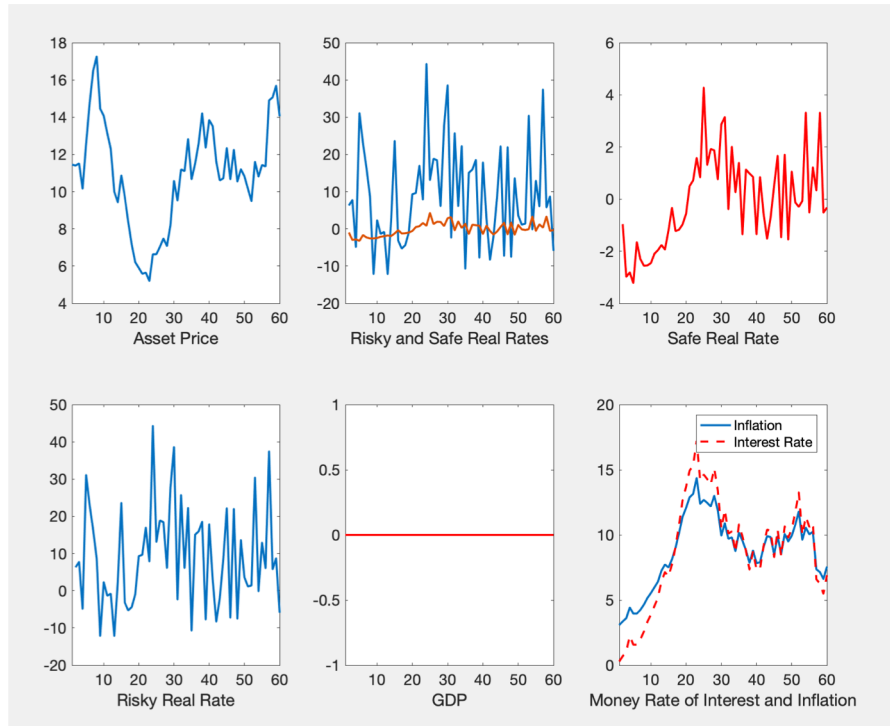 18
16
14
12
10
8
6
4
10 20 30 40 50 60
Asset Price
50
40
30
20
10
0
-10
-20
10 20 30 40 50 60
Risky and Safe Real Rates
6
4
2
0
-2
-4
10 20 30 40 50 60
Safe Real Rate
50
40
30
20
10
0
-10
-20
10 20 30 40 50 60
Risky Real Rate
1
0.5
0
-0.5
-1
10 20 30 40 50 60
GDP
20
15
10
5
0
Inflation
Interest Rate
10 20 30 40 50 60
Money Rate of Interest and Inflation